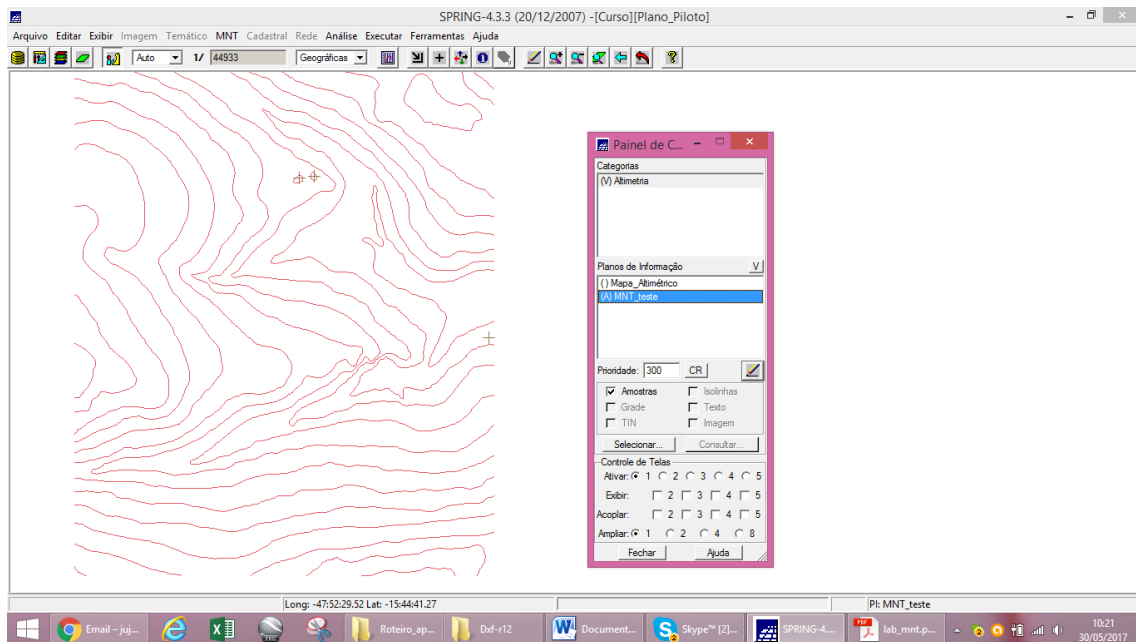 SPRING-4.3.3 (20/12/2007) -[Curso][Plano_Piloto]
Arquivo Editar Exibir Imagem Temático MNT Cadastral Rede Análise Executar Ferramentas Ajuda
Auto 1/ 44933 Geográficas
Painel de C...
Categorias
(V) Altimetria
Planos de Informação V
( ) Mapa_Altimétrico
(A) MNT_teste
Prioridade: 300 CR
Amostras Isolinhas
Grade Texto
TIN Imagem
Selecionar... Consultar...
Controle de Telas
Ativar: 1 2 3 4 5
Exibir: 2 3 4 5
Acoplar: 2 3 4 5
Ampliar: 1 2 4 8
Fechar Ajuda
Long: -47:52:29.52 Lat: -15:44:41.27 PI: MNT_teste
Email – juj... Roteiro_ap... Dxf-r12 Document... Skype™ [2]... SPRING-4.... lab_mnt.p...
10:21
30/05/2017